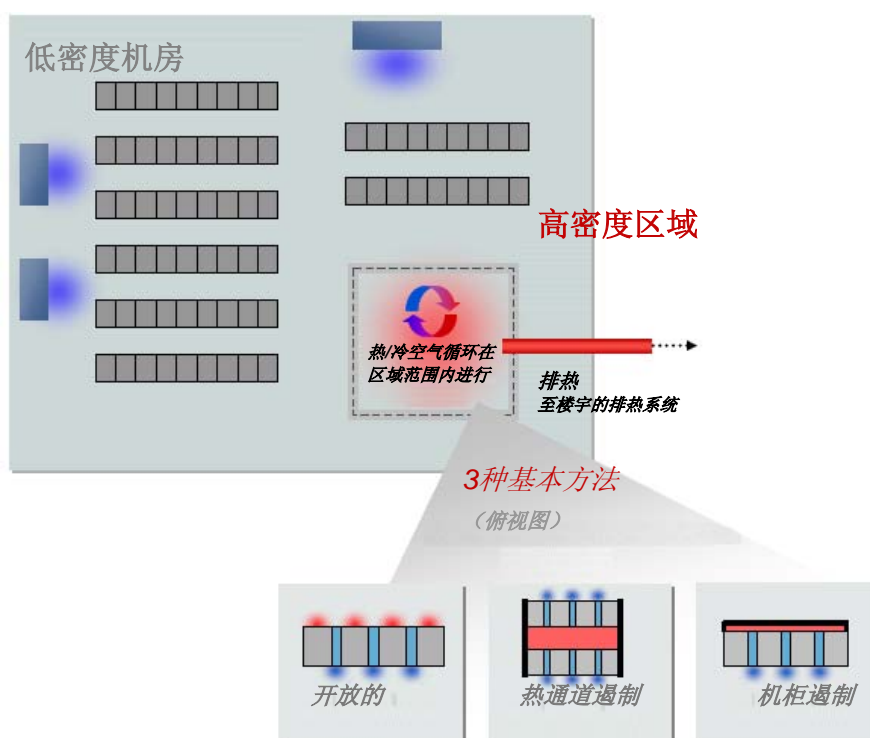 低密度机房
高密度区域
热/冷空气循环在
区域范围内进行
排热
至楼宇的排热系统
3种基本方法
（俯视图）
开放的
热通道遏制
机柜遏制